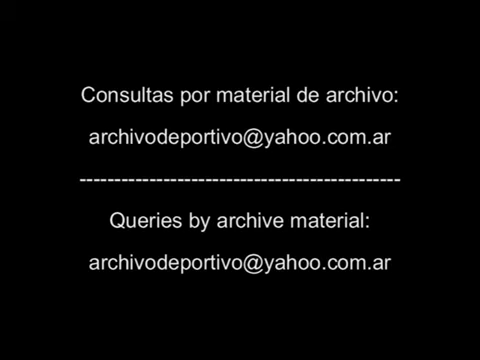 Consultas por material de archivo:
archivodeportivo@yahoo.com.ar
----------------------------------------------
Queries by archive material:
archivodeportivo@yahoo.com.ar